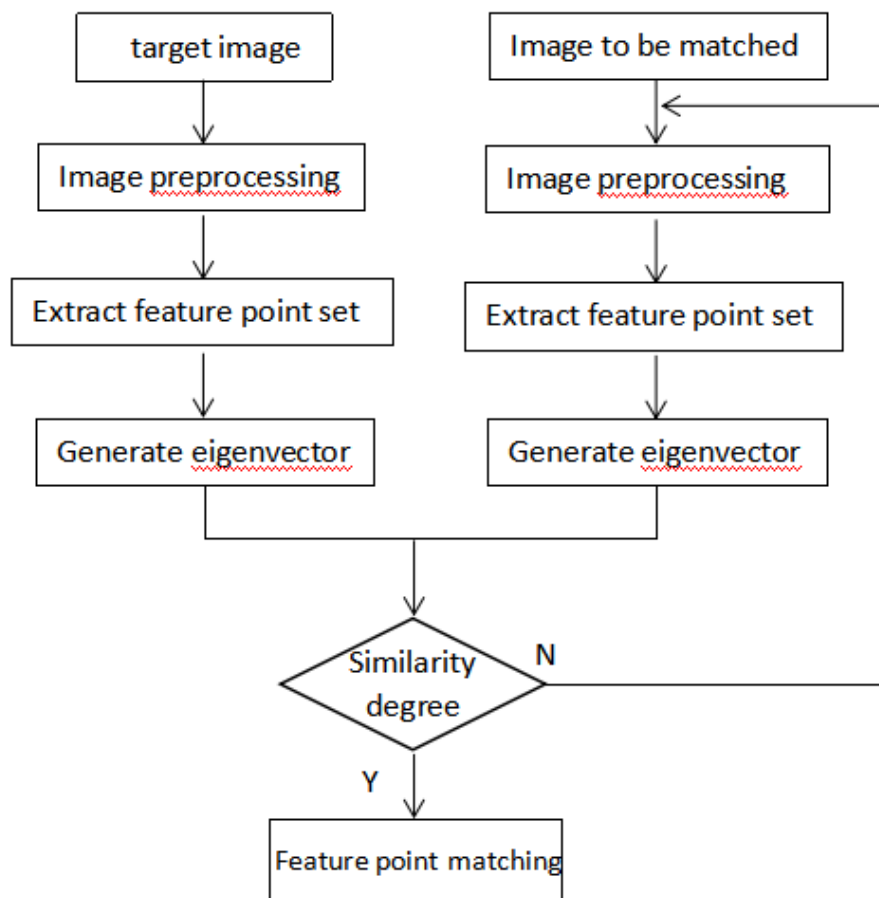 target image
Image to be matched
Image preprocessing
Image preprocessing
Extract feature point set
Extract feature point set
Generate eigenvector
Generate eigenvector
Similarity
degree
N
Y
Feature point matching